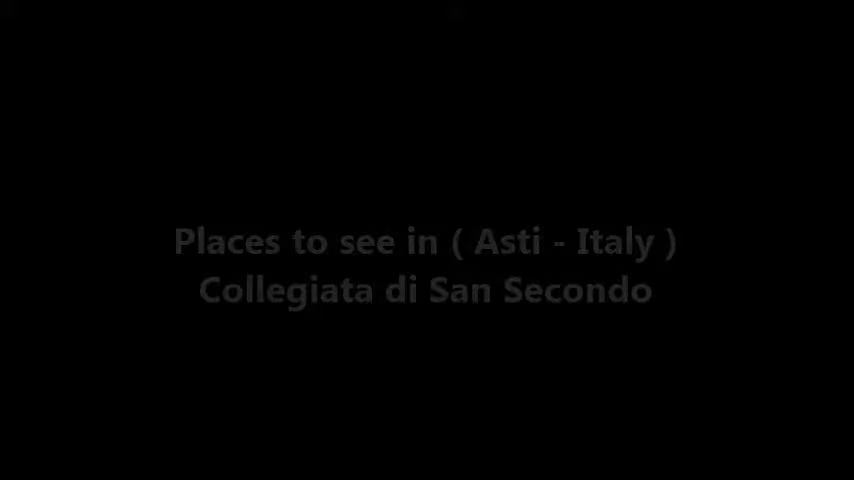 Places to see in ( Asti - Italy )
Collegiata di San Secondo